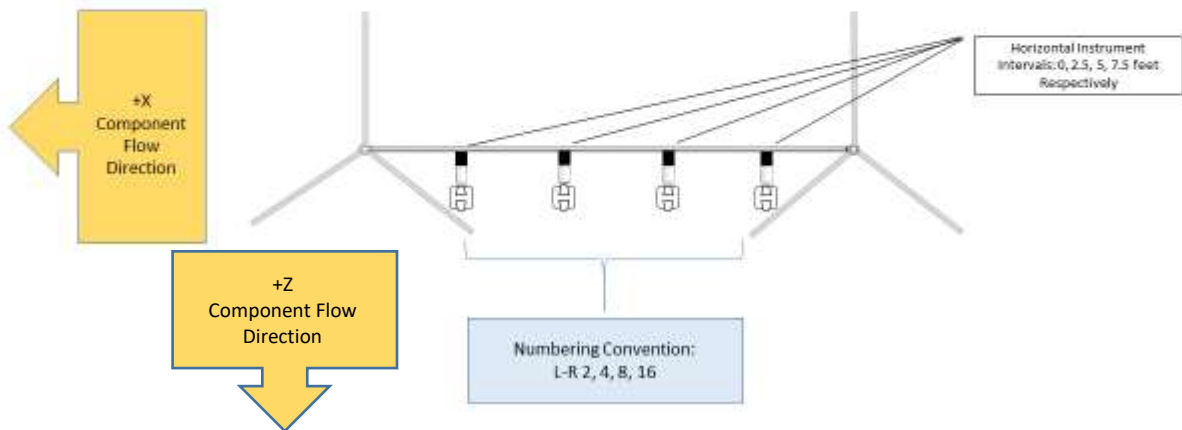 +X
Component
Flow
Direction
Horizontal Instrument
Intervals: 0, 2.5, 5, 7.5 feet
Respectively
+Z
Component Flow
Direction
Numbering Convention:
L-R 2, 4, 8, 16